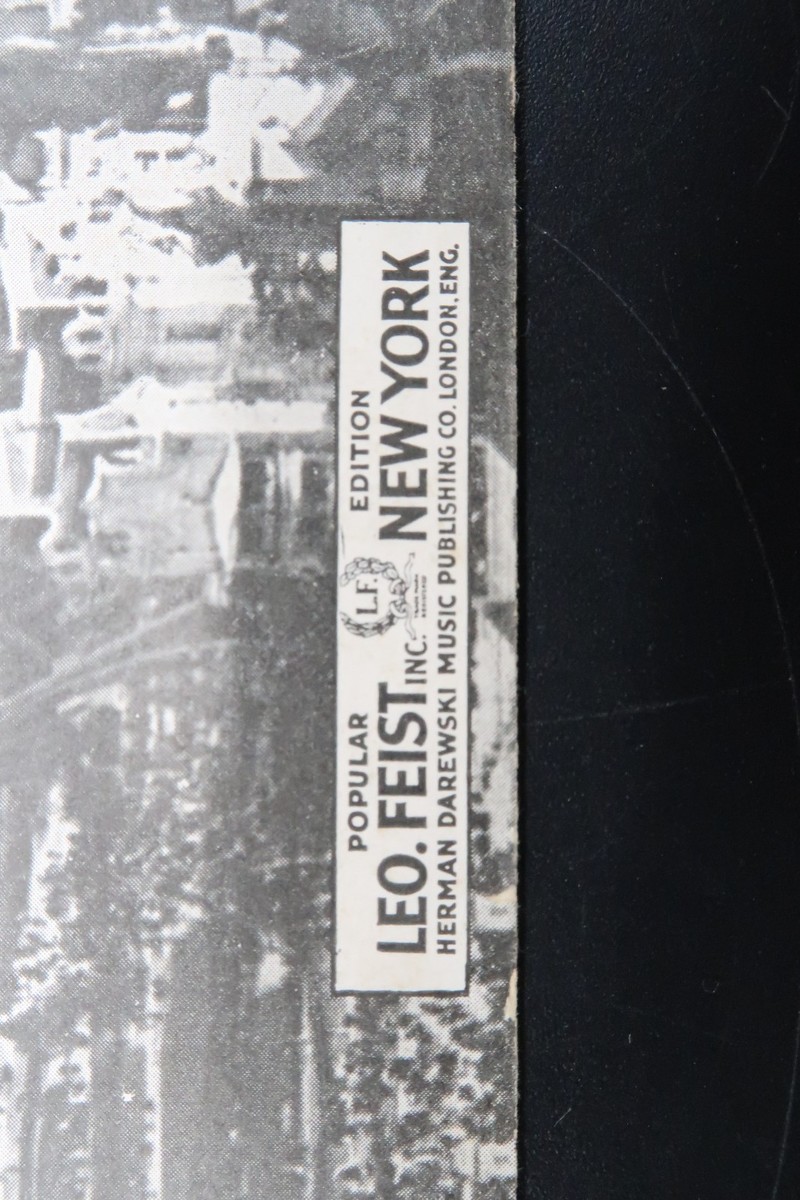 POPULAR L.F. EDITION
LEO. FEIST INC. NEW YORK
HERMAN DAREWSKI MUSIC PUBLISHING CO. LONDON. ENG.